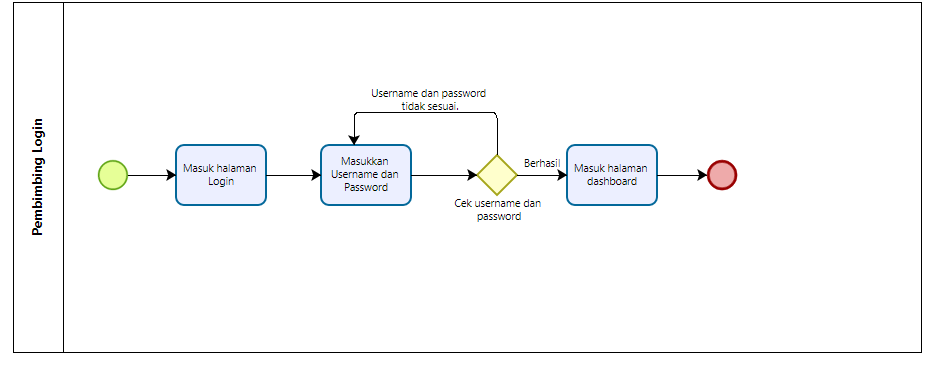 Pembimbing Login
Masuk halaman
Login
Masukkan
Username dan
Password
Username dan password
tidak sesuai.
Cek username dan
password
Berhasil
Masuk halaman
dashboard